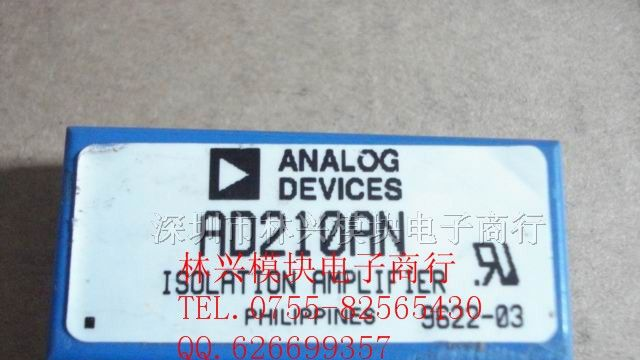 ANALOG
DEVICES
深圳市林兴模块电子商行
AD210AN
林兴模块电子商行
ISOLATION AMPLIFIER
TEL.0755-82565430
PHILIPPINES 9622-03
QQ.626699357